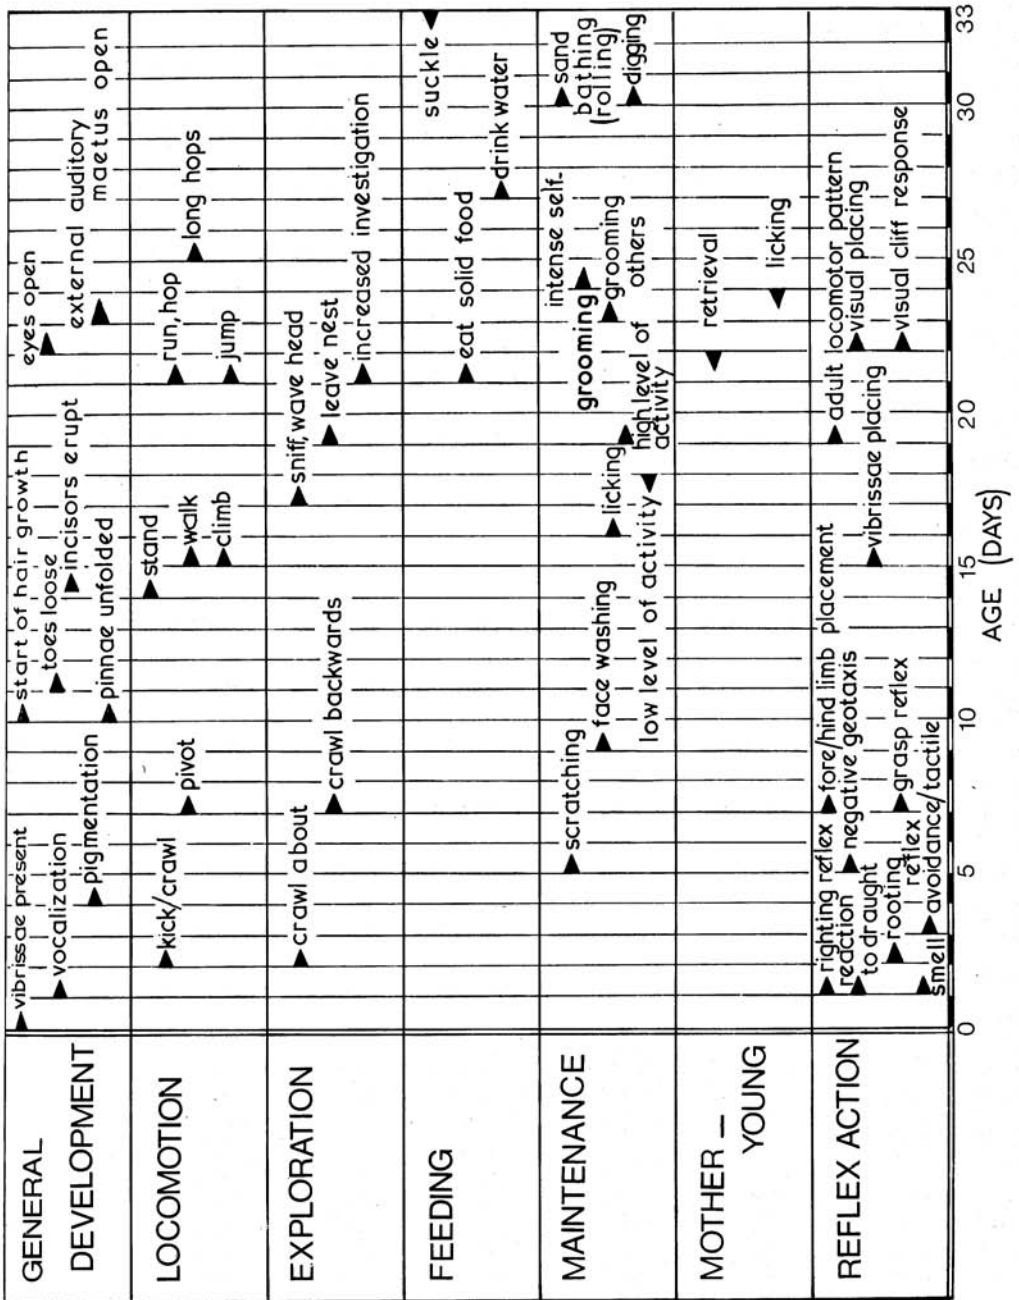 GENERAL
DEVELOPMENT
vibrissae present
start of hair growth
eyes open
vocalization
toes loose
external auditory
maetus open
incisors erupt
pigmentation
pinnae unfolded
LOCOMOTION
stand
kick/crawl
run, hop
pivot
walk
long hops
climb
jump
EXPLORATION
crawl about
sniff, wave head
crawl backwards
leave nest
increased investigation
FEEDING
suckle
eat solid food
drink water
MAINTENANCE
scratching
face washing
licking
low level of activity
high level of
activity
grooming
intense self-
grooming
others
sand
bathing
(rolling)
digging
MOTHER —
YOUNG
retrieval
licking
REFLEX ACTION
righting reflex
fore/hind limb placement
adult locomotor pattern
reaction
to draught
negative geotaxis
visual placing
vibrissae placing
rooting
reflex
grasp reflex
visual cliff response
smell
avoidance/tactile
0 5 10 15 20 25 30 33
AGE (DAYS)